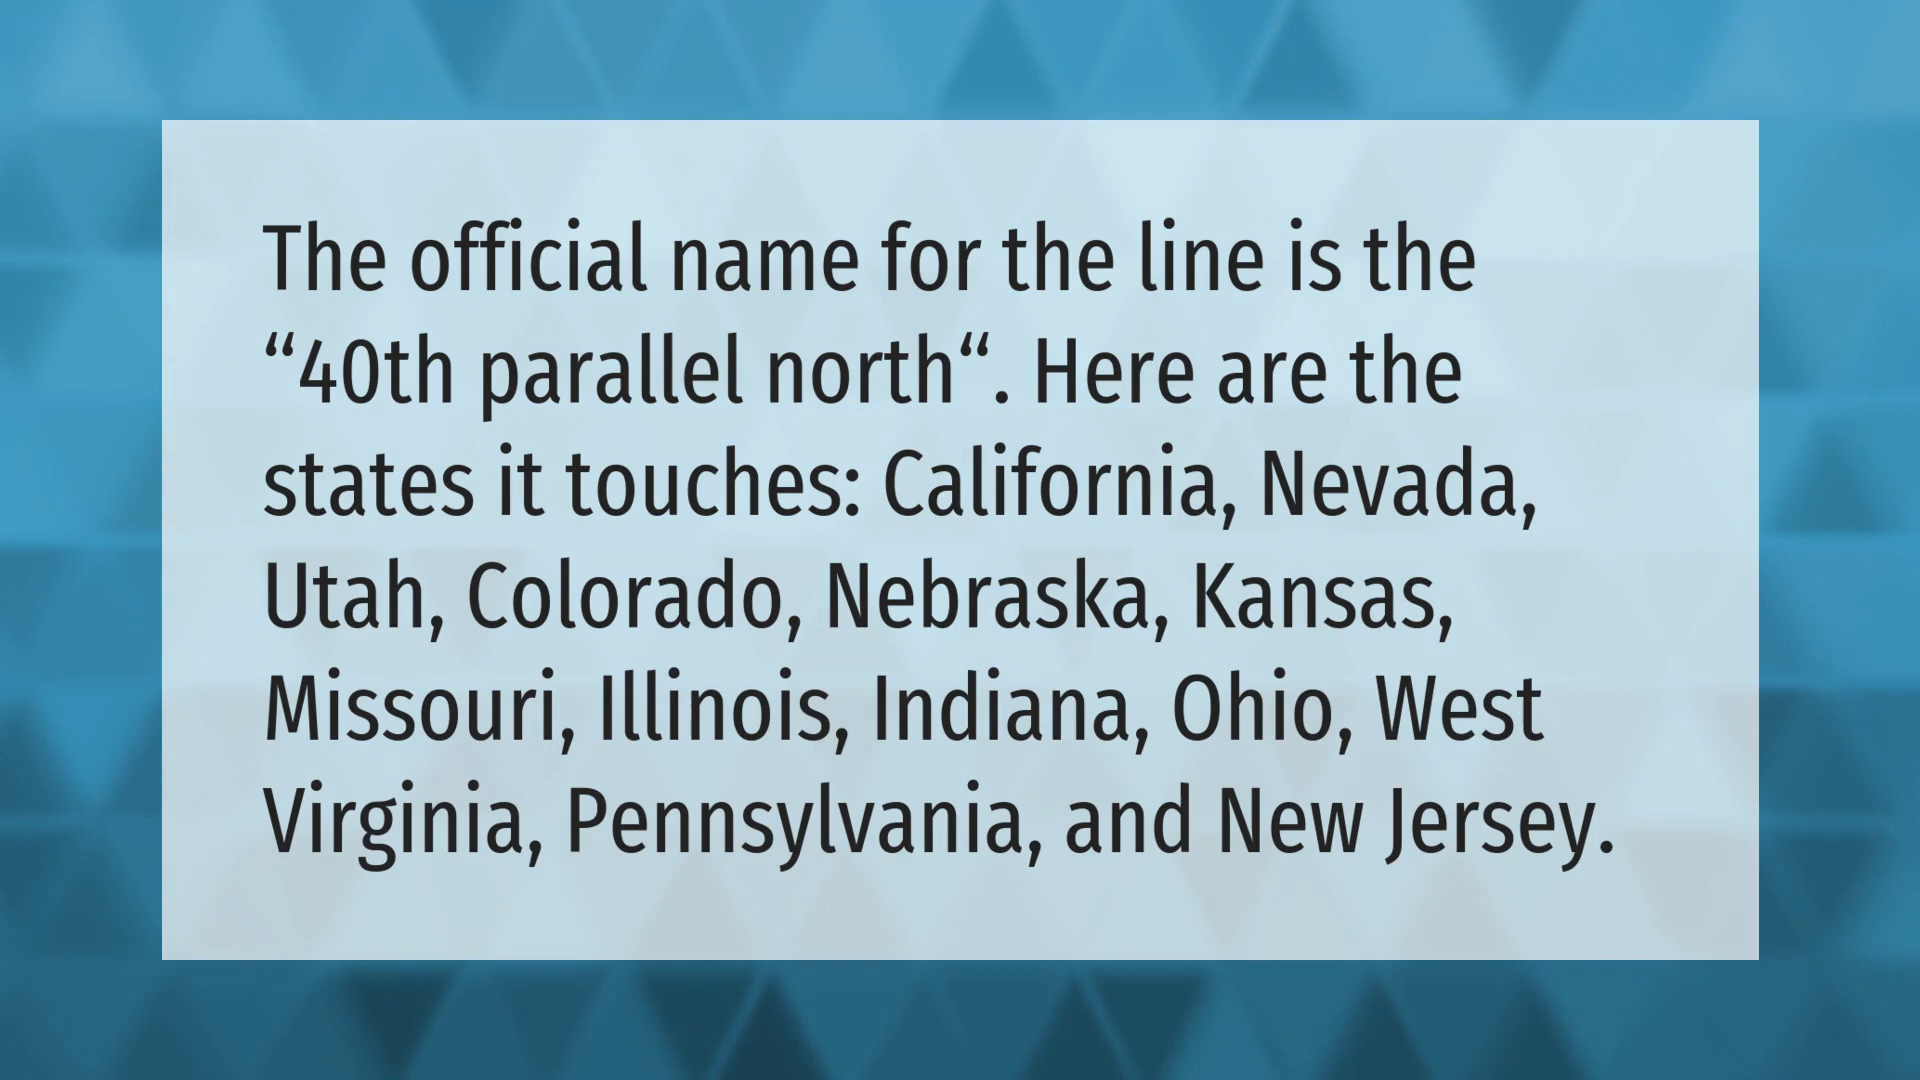 The official name for the line is the
“40th parallel north“. Here are the
states it touches: California, Nevada,
Utah, Colorado, Nebraska, Kansas,
Missouri, Illinois, Indiana, Ohio, West
Virginia, Pennsylvania, and New Jersey.